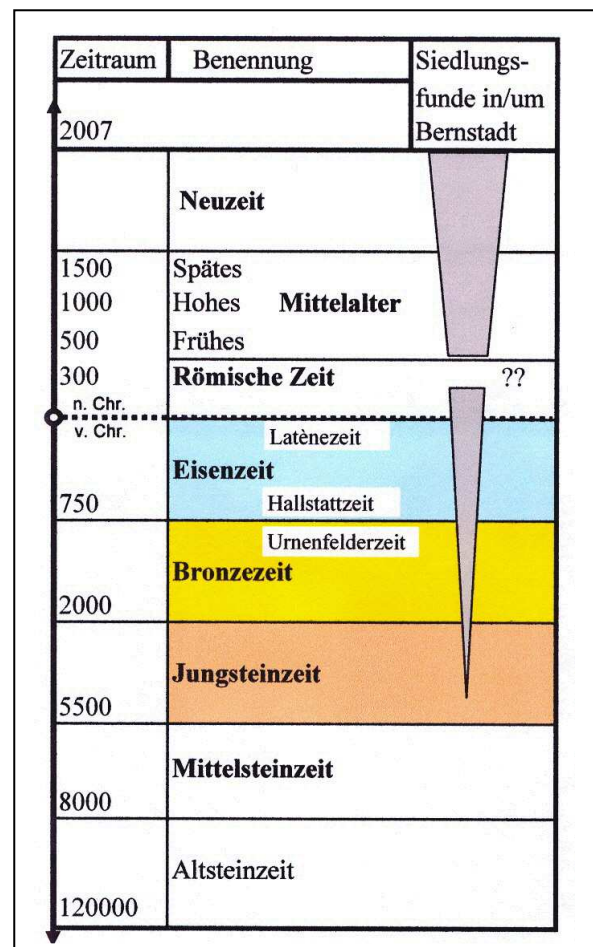 Zeitraum Benennung Siedlungs-
funde in/um
2007 Bernstadt
Neuzeit
1500 Spätes
1000 Hohes Mittelalter
500 Frühes
300 Römische Zeit ??
n. Chr.
v. Chr.
Latènezeit
Eisenzeit
750 Hallstattzeit
Urnenfelderzeit
Bronzezeit
2000
Jungsteinzeit
5500
Mittelsteinzeit
8000
Altsteinzeit
120000